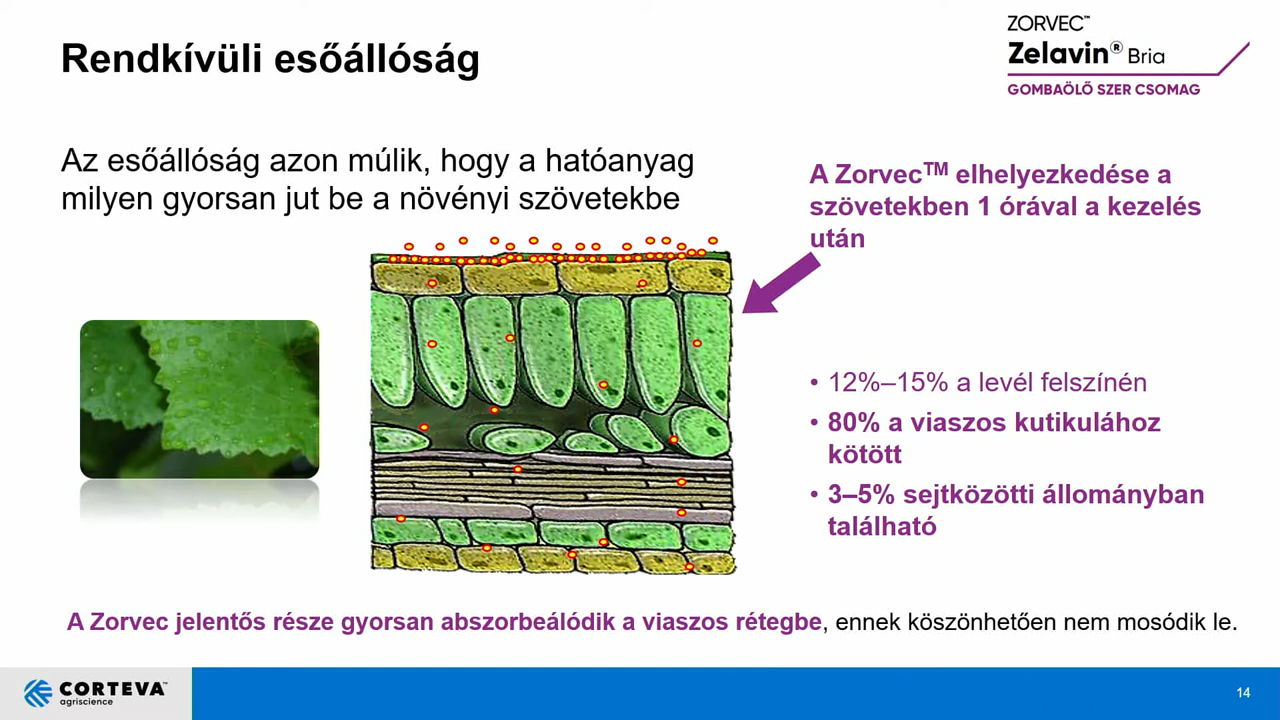 Rendkívüli esőállóság
ZORVEC™
Zelavin® Bria
GOMBAÖLŐ SZER CSOMAG
Az esőállóság azon múlik, hogy a hatóanyag
milyen gyorsan jut be a növényi szövetekbe
A Zorvec™ elhelyezkedése a
szövetekben 1 órával a kezelés
után
• 12%–15% a levél felszínén
• 80% a viaszos kutikulához
kötött
• 3–5% sejtközötti állományban
található
A Zorvec jelentős része gyorsan abszorbeálódik a viaszos rétegbe, ennek köszönhetően nem mosódik le.
CORTEVA™
agriscience
14